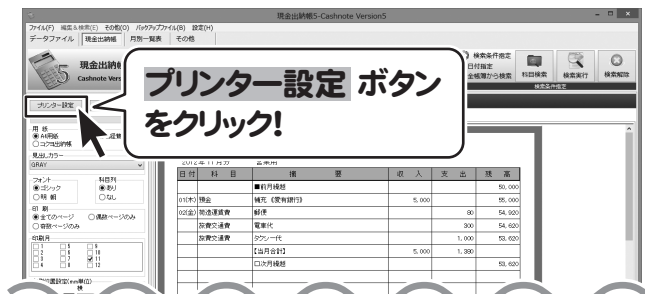 現金出納帳5-Cashnote Version5
ファイル(F) 編集&検索(E) その他(O) バックアップファイル(B) 設定(H)
データファイル 現金出納帳 月別一覧表 その他
現金出納帳
Cashnote Vers
検索条件指定
日付指定
全帳簿から検索
科目検索 検索実行 検索解除
検索条件指定
プリンター設定 ボタン
をクリック!
プリンター設定
用 紙
A4用紙
コクヨ出納帳
見出しカラー
GRAY
フォント 科目列
ゴシック あり
明 朝 なし
印 刷
全てのページ 偶数ページのみ
奇数ページのみ
印刷月
1 5 9
2 6 10
3 7 11
4 8 12
(mm単位)
2012年11月分 営業用
日付 科 目 摘 要 収 入 支 出 残 高
■前月繰越 50,000
01(木) 預金 補充 《愛有銀行》 5,000 55,000
02(金) 荷造運賃費 郵便 80 54,920
旅費交通費 電車代 300 54,620
旅費交通費 タクシー代 1,000 53,620
【当月合計】 5,000 1,380
□次月繰越 53,620